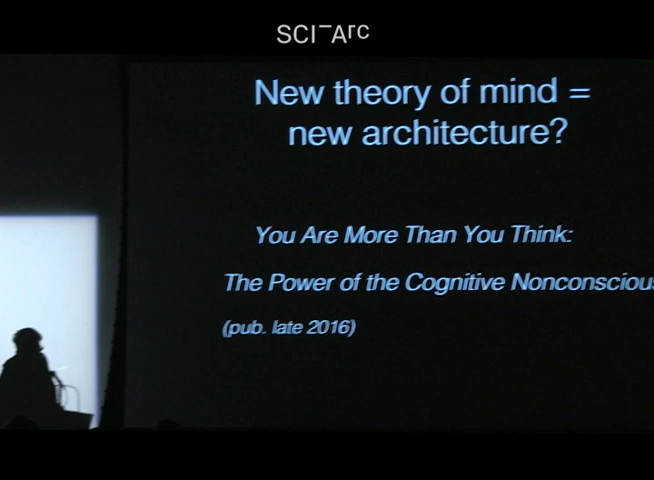 SCI-Arc
New theory of mind =
new architecture?
You Are More Than You Think:
The Power of the Cognitive Nonconscious
(pub. late 2016)